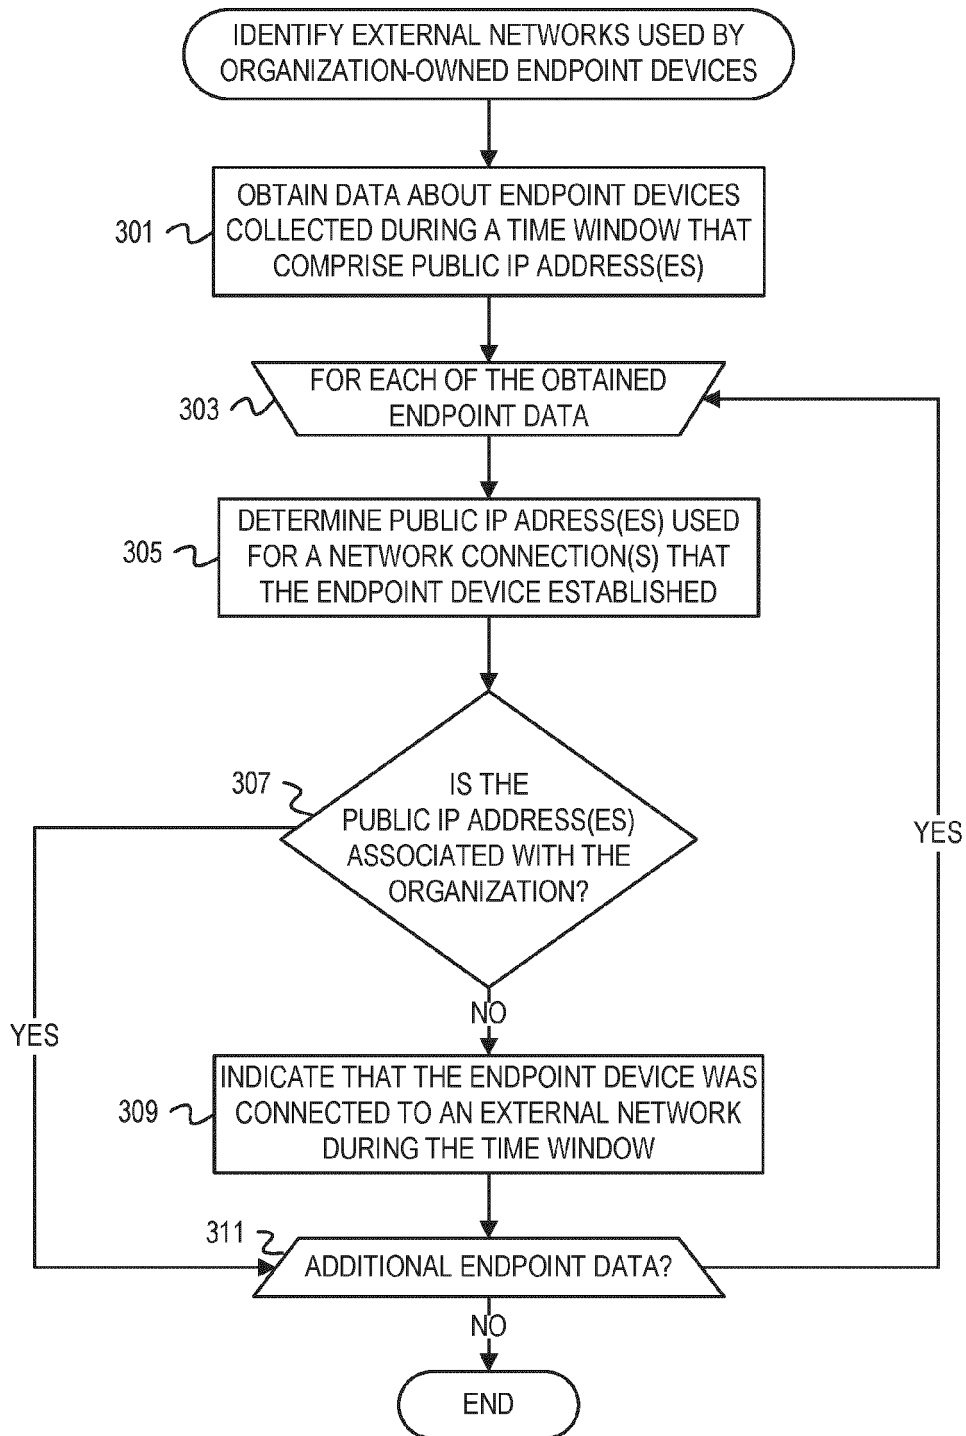 IDENTIFY EXTERNAL NETWORKS USED BY
ORGANIZATION-OWNED ENDPOINT DEVICES
301
OBTAIN DATA ABOUT ENDPOINT DEVICES
COLLECTED DURING A TIME WINDOW THAT
COMPRISE PUBLIC IP ADDRESS(ES)
303
FOR EACH OF THE OBTAINED
ENDPOINT DATA
305
DETERMINE PUBLIC IP ADRESS(ES) USED
FOR A NETWORK CONNECTION(S) THAT
THE ENDPOINT DEVICE ESTABLISHED
307
IS THE
PUBLIC IP ADDRESS(ES)
ASSOCIATED WITH THE
ORGANIZATION?
YES
NO
YES
309
INDICATE THAT THE ENDPOINT DEVICE WAS
CONNECTED TO AN EXTERNAL NETWORK
DURING THE TIME WINDOW
311
ADDITIONAL ENDPOINT DATA?
NO
END